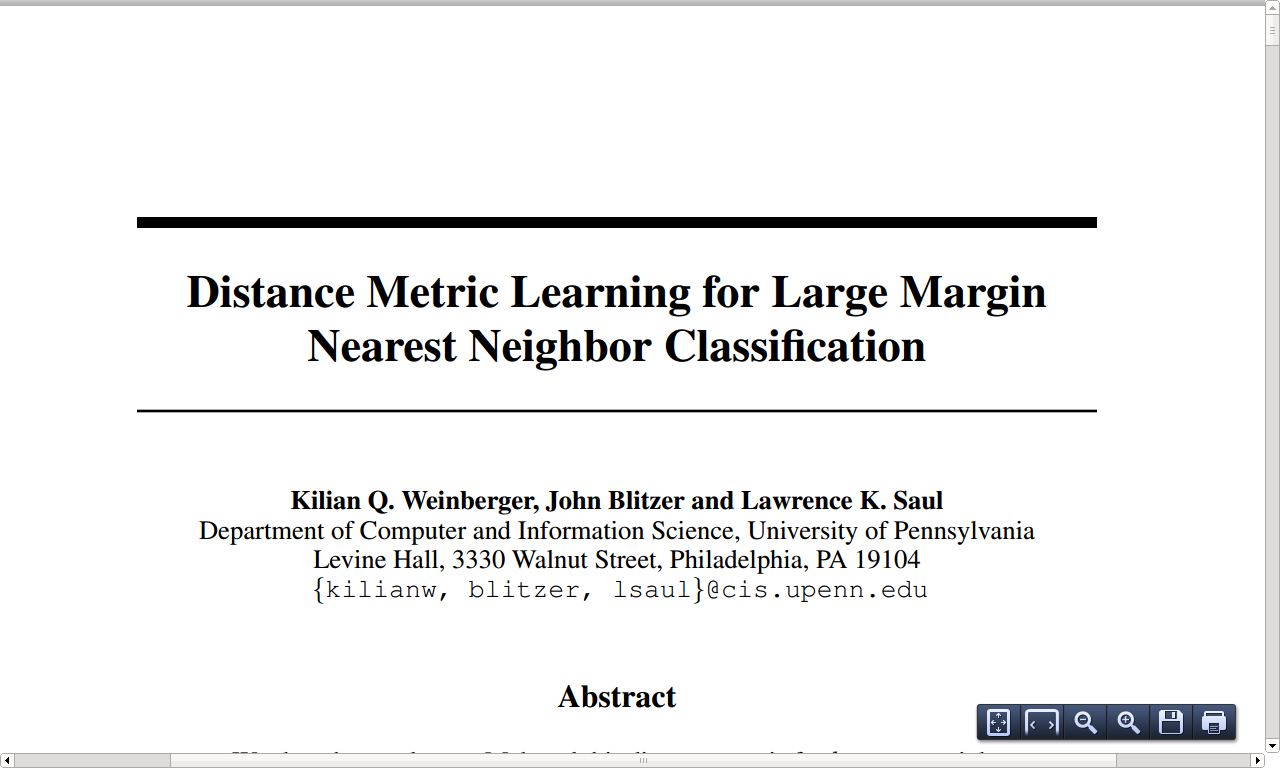 Distance Metric Learning for Large Margin
Nearest Neighbor Classification
Kilian Q. Weinberger, John Blitzer and Lawrence K. Saul
Department of Computer and Information Science, University of Pennsylvania
Levine Hall, 3330 Walnut Street, Philadelphia, PA 19104
{kilianw, blitzer, lsaul}@cis.upenn.edu
Abstract